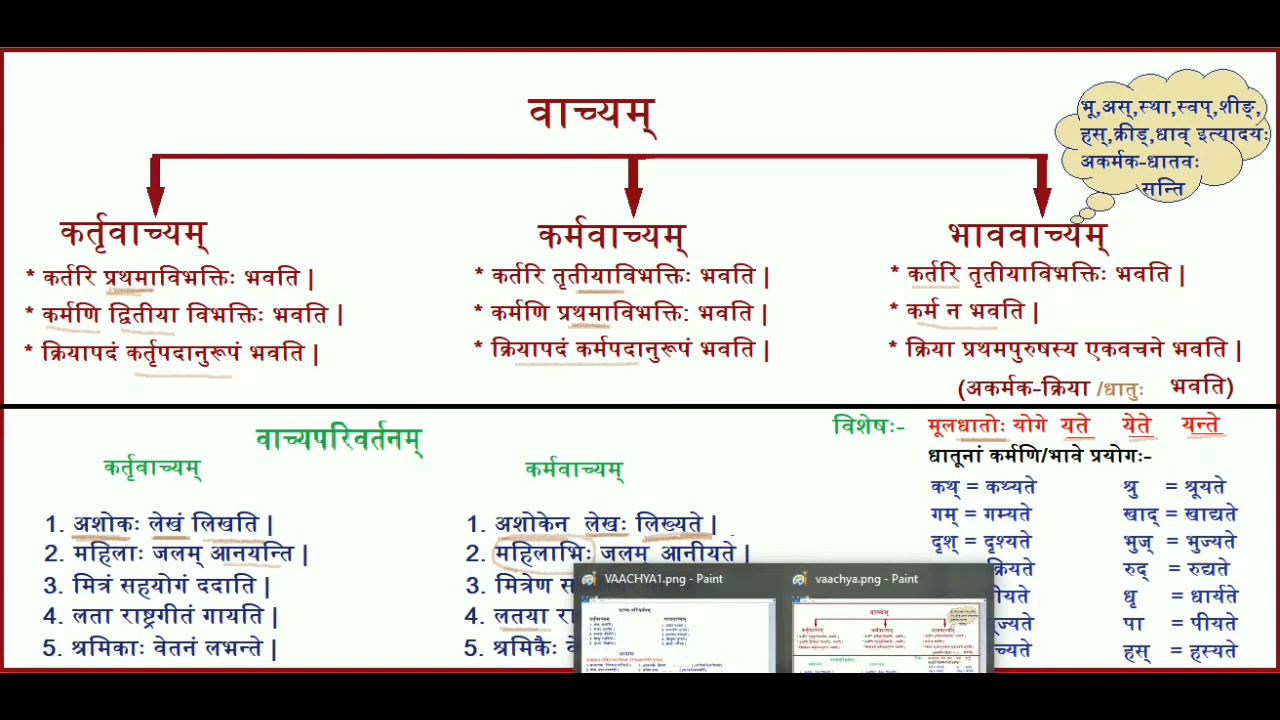 वाच्यम्
भू,अस्,स्था,स्वप्,शीङ्,
हस्,क्रीड्,धाव् इत्यादयः
अकर्मक-धातवः
सन्ति
कर्तृवाच्यम्
* कर्तरि प्रथमाविभक्तिः भवति |
* कर्मणि द्वितीया विभक्तिः भवति |
* क्रियापदं कर्तृपदानुरूपं भवति |
कर्मवाच्यम्
* कर्तरि तृतीयाविभक्तिः भवति |
* कर्मणि प्रथमाविभक्ति: भवति |
* क्रियापदं कर्मपदानुरूपं भवति |
भाववाच्यम्
* कर्तरि तृतीयाविभक्तिः भवति |
* कर्म न भवति |
* क्रिया प्रथमपुरुषस्य एकवचने भवति |
(अकर्मक-क्रिया /धातुः भवति)
वाच्यपरिवर्तनम्
कर्तृवाच्यम्
1. अशोकः लेखं लिखति |
2. महिलाः जलम् आनयन्ति |
3. मित्रं सहयोगं ददाति |
4. लता राष्ट्रगीतं गायति |
5. श्रमिकाः वेतनं लभन्ते |
कर्मवाच्यम्
1. अशोकेन लेखः लिख्यते |
2. महिलाभिः जलम् आनीयते |
3. मित्रेण
4. लतया
5. श्रमिकैः
विशेषः- मूलधातोः योगे यते येते यन्ते
धातूनां कर्मणि/भावे प्रयोगः-
कथ् = कथ्यते श्रु = श्रूयते
गम् = गम्यते खाद् = खाद्यते
दृश् = दृश्यते भुज् = भुज्यते
रुद् = रुद्यते
धृ = धार्यते
पा = पीयते
हस् = हस्यते
VAACHYA1.png - Paint
vaachya.png - Paint